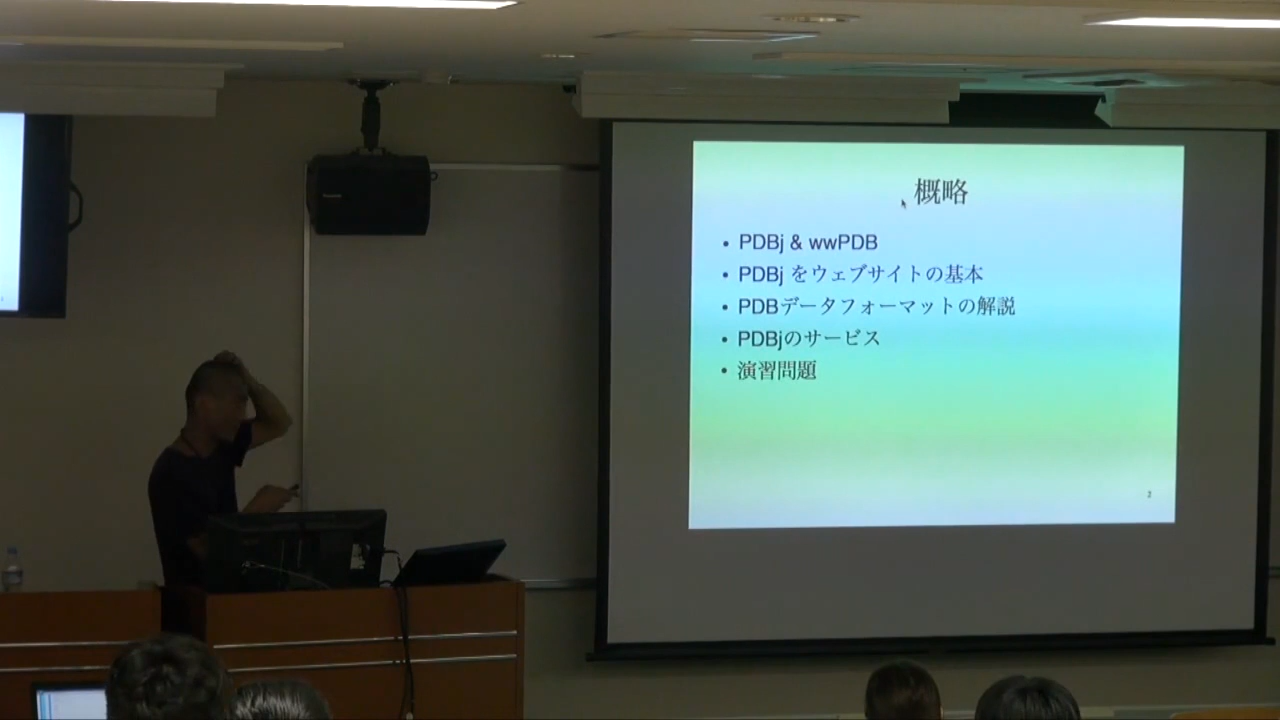 概略
• PDBj & wwPDB
• PDBj をウェブサイトの基本
• PDBデータフォーマットの解説
• PDBjのサービス
• 演習問題
2